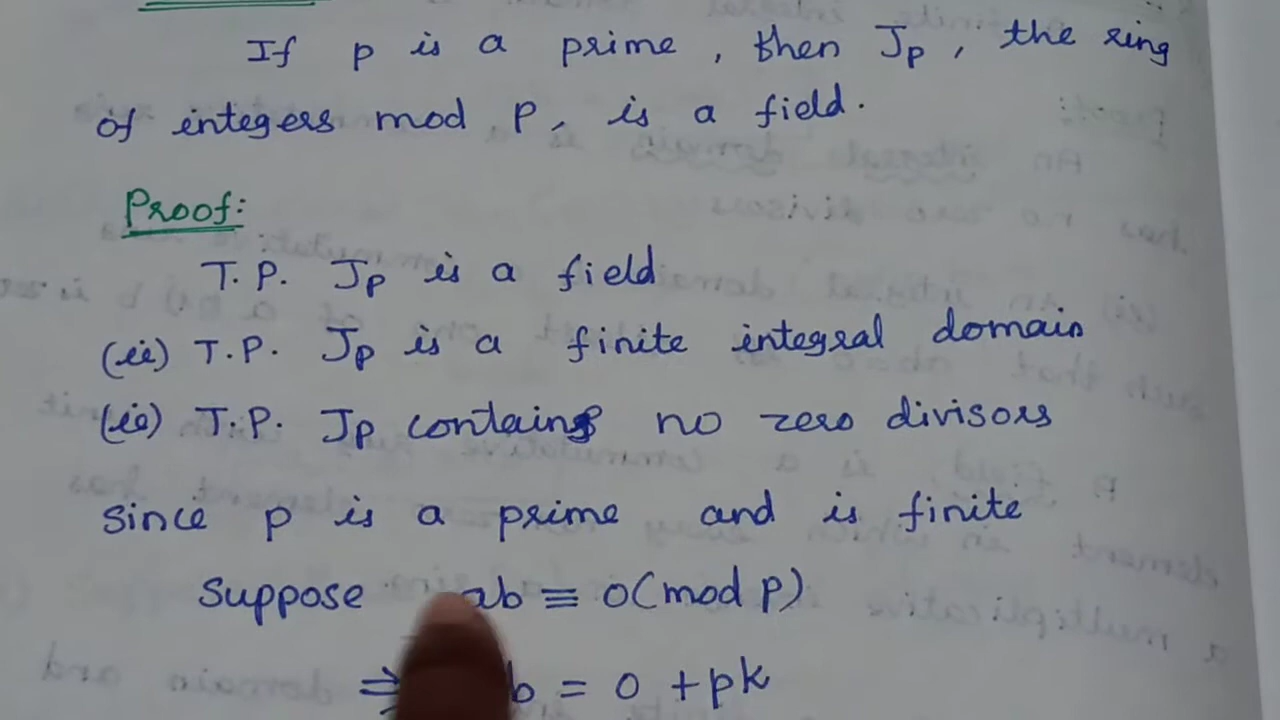 If p is a prime, then Jp, the ring
of integers mod p, is a field.
Proof:
T.P. Jp is a field
(ie) T.P. Jp is a finite integral domain
(ie) T.P. Jp contains no zero divisors
since p is a prime and is finite
Suppose ab ≡ 0(mod p)
⇒ b = 0 + pk